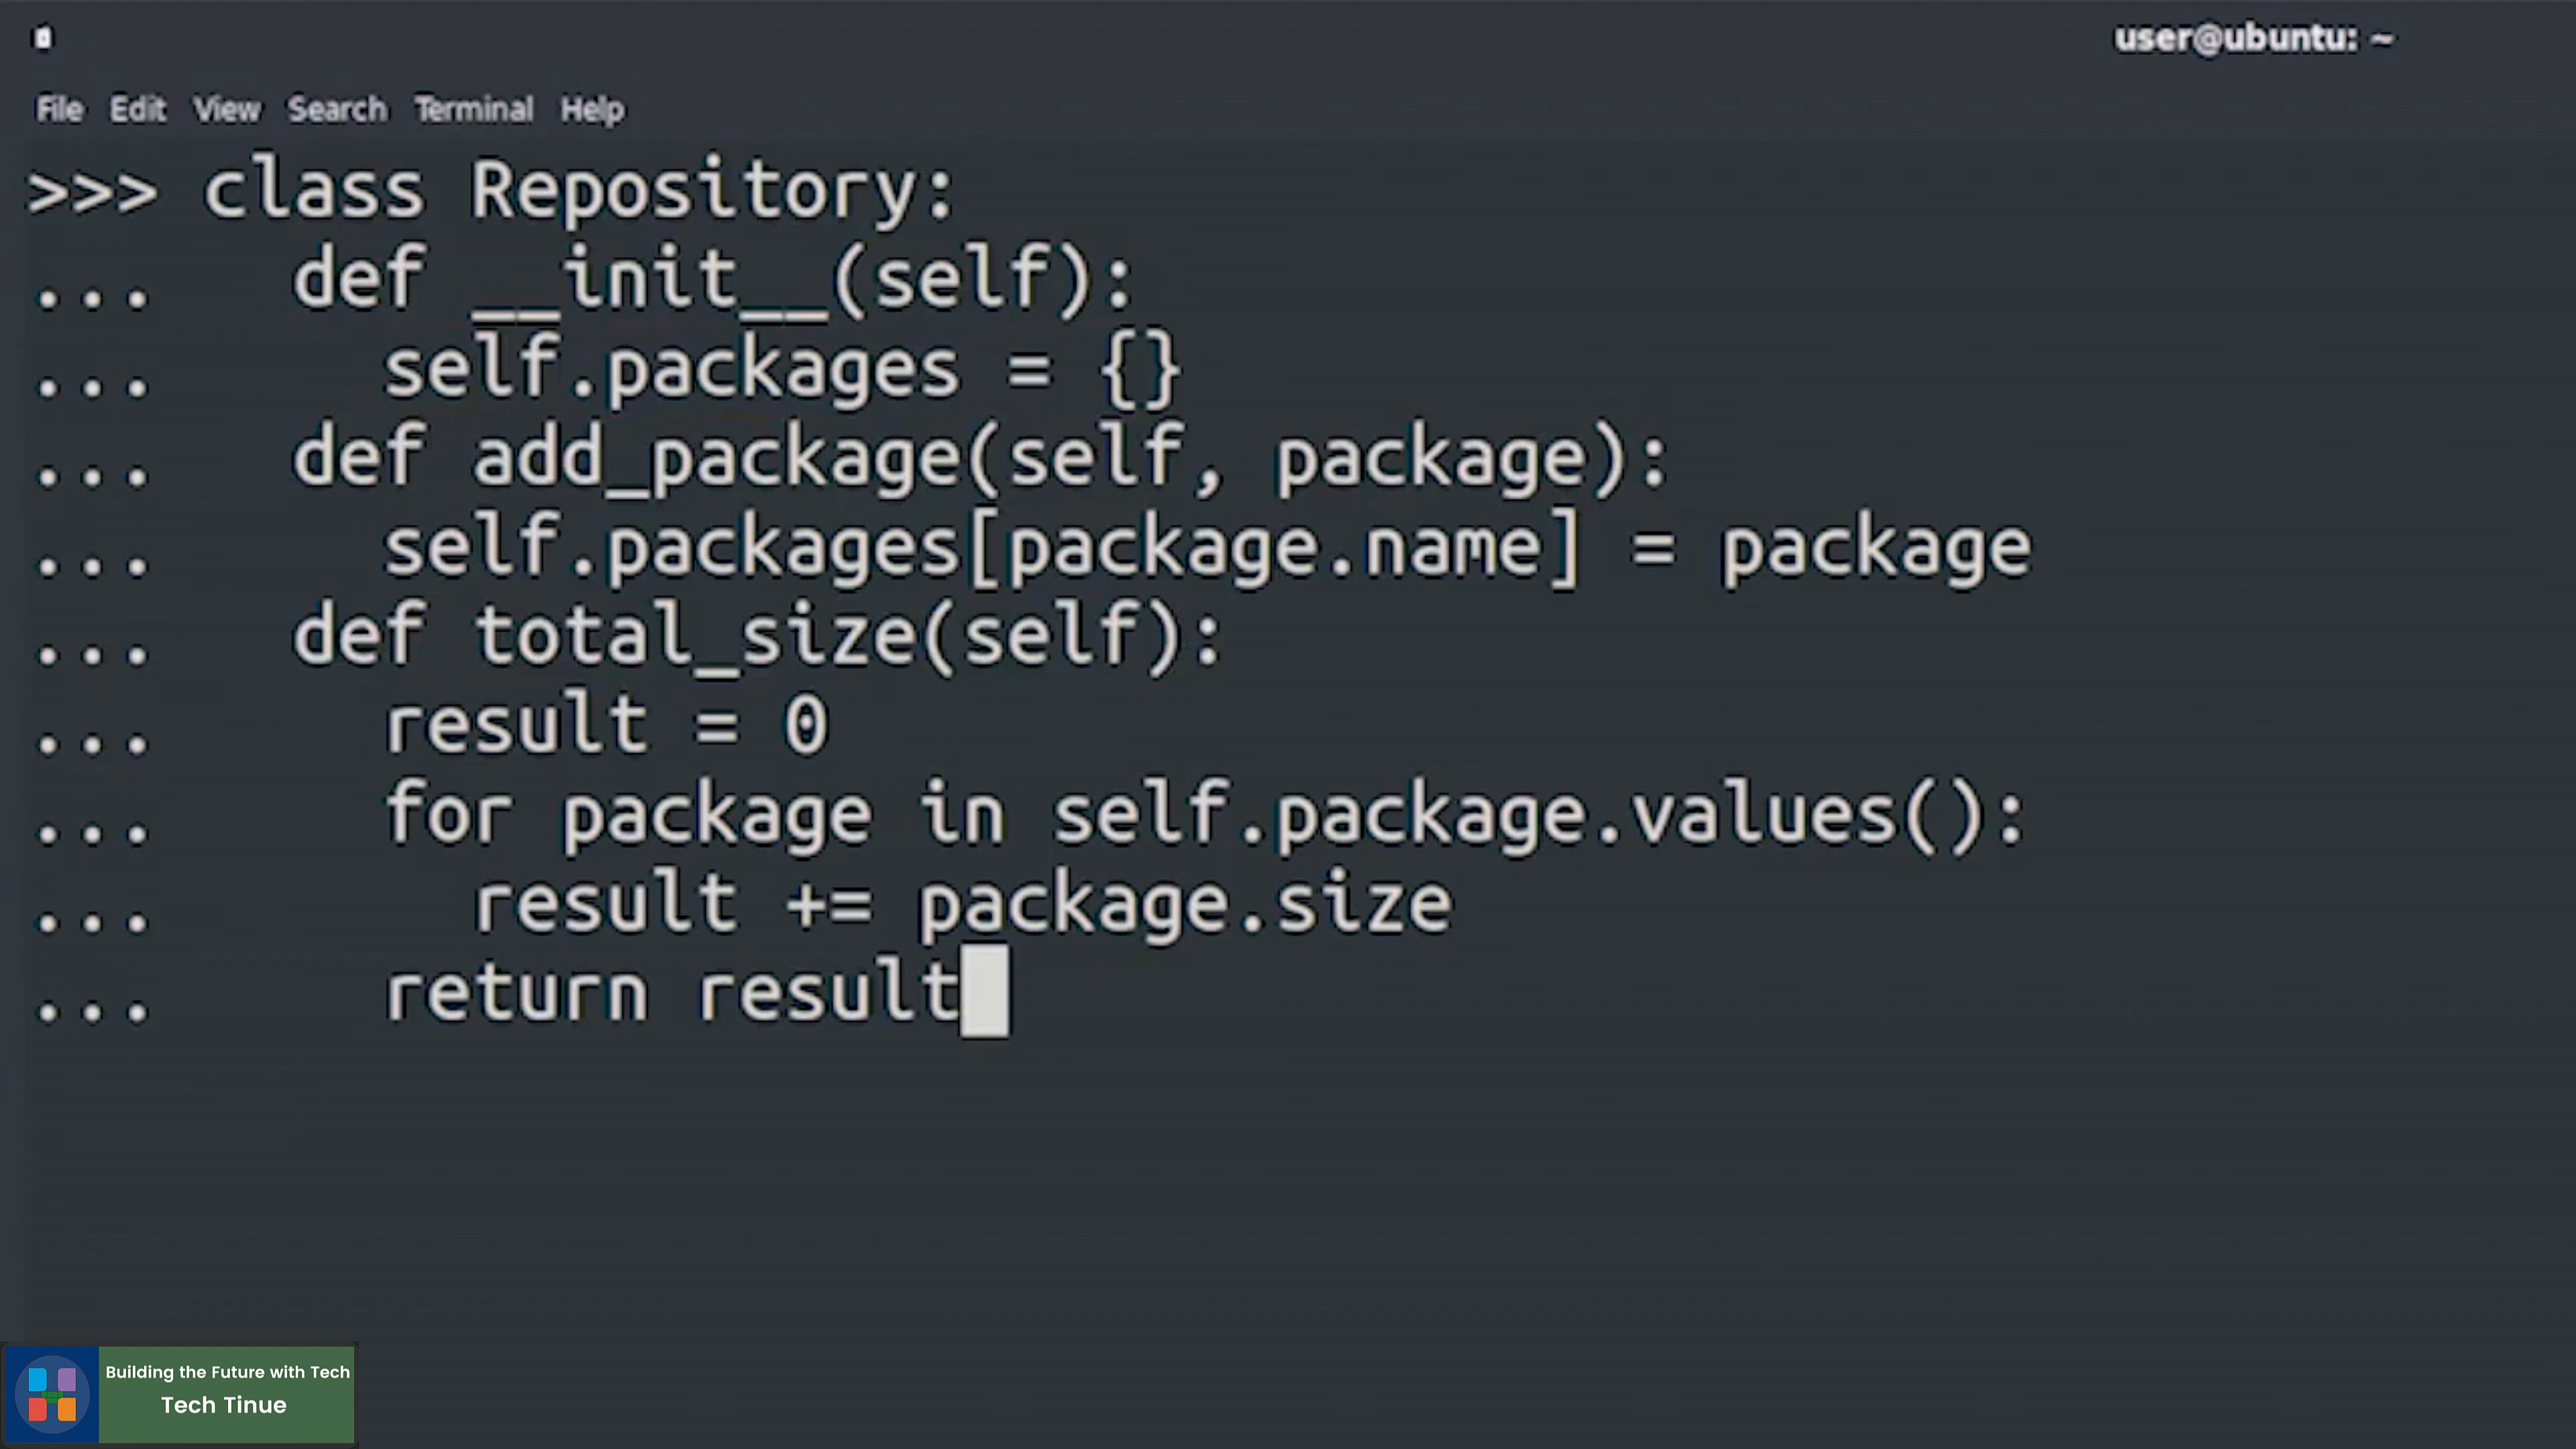 user@ubuntu: ~
File Edit View Search Terminal Help
>>> class Repository:
...   def __init__(self):
...     self.packages = {}
...   def add_package(self, package):
...     self.packages[package.name] = package
...   def total_size(self):
...     result = 0
...     for package in self.package.values():
...       result += package.size
...     return result
Building the Future with Tech
Tech Tinue